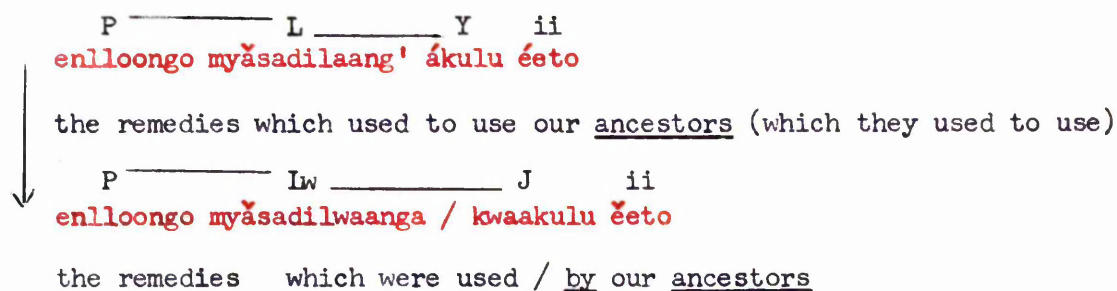 P L Y ii
enlloongo myǎsadilaang' ákulu éeto
the remedies which used to use our ancestors (which they used to use)
P Lw J ii
enlloongo myǎsadilwaanga / kwaakulu ěeto
the remedies which were used / by our ancestors